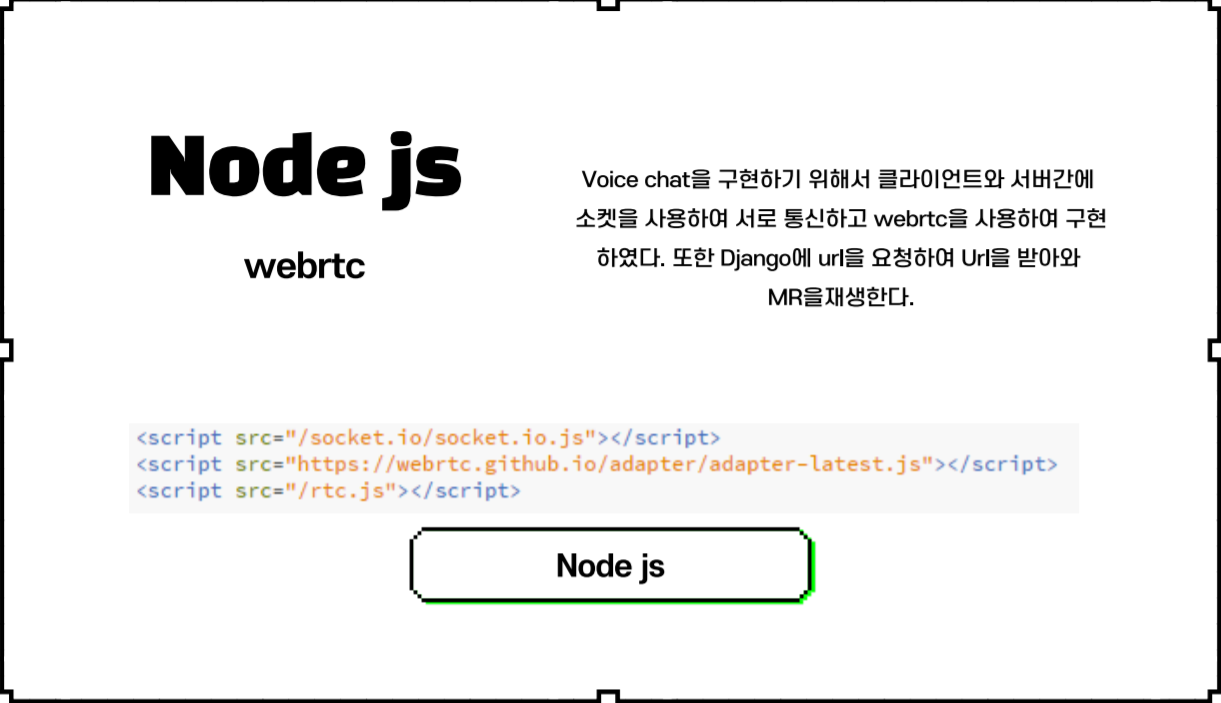 Node js
webrtc
Voice chat을 구현하기 위해서 클라이언트와 서버간에
소켓을 사용하여 서로 통신하고 webrtc을 사용하여 구현
하였다. 또한 Django에 url을 요청하여 Url을 받아와
MR을재생한다.
<script src="/socket.io/socket.io.js"></script>
<script src="https://webrtc.github.io/adapter/adapter-latest.js"></script>
<script src="/rtc.js"></script>
Node js